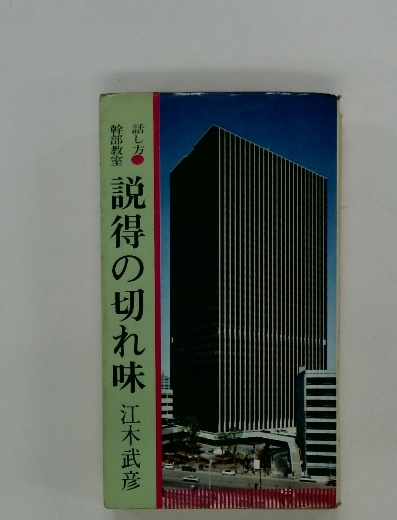 話し方●
幹部教室
説得の切れ味
江木武彦